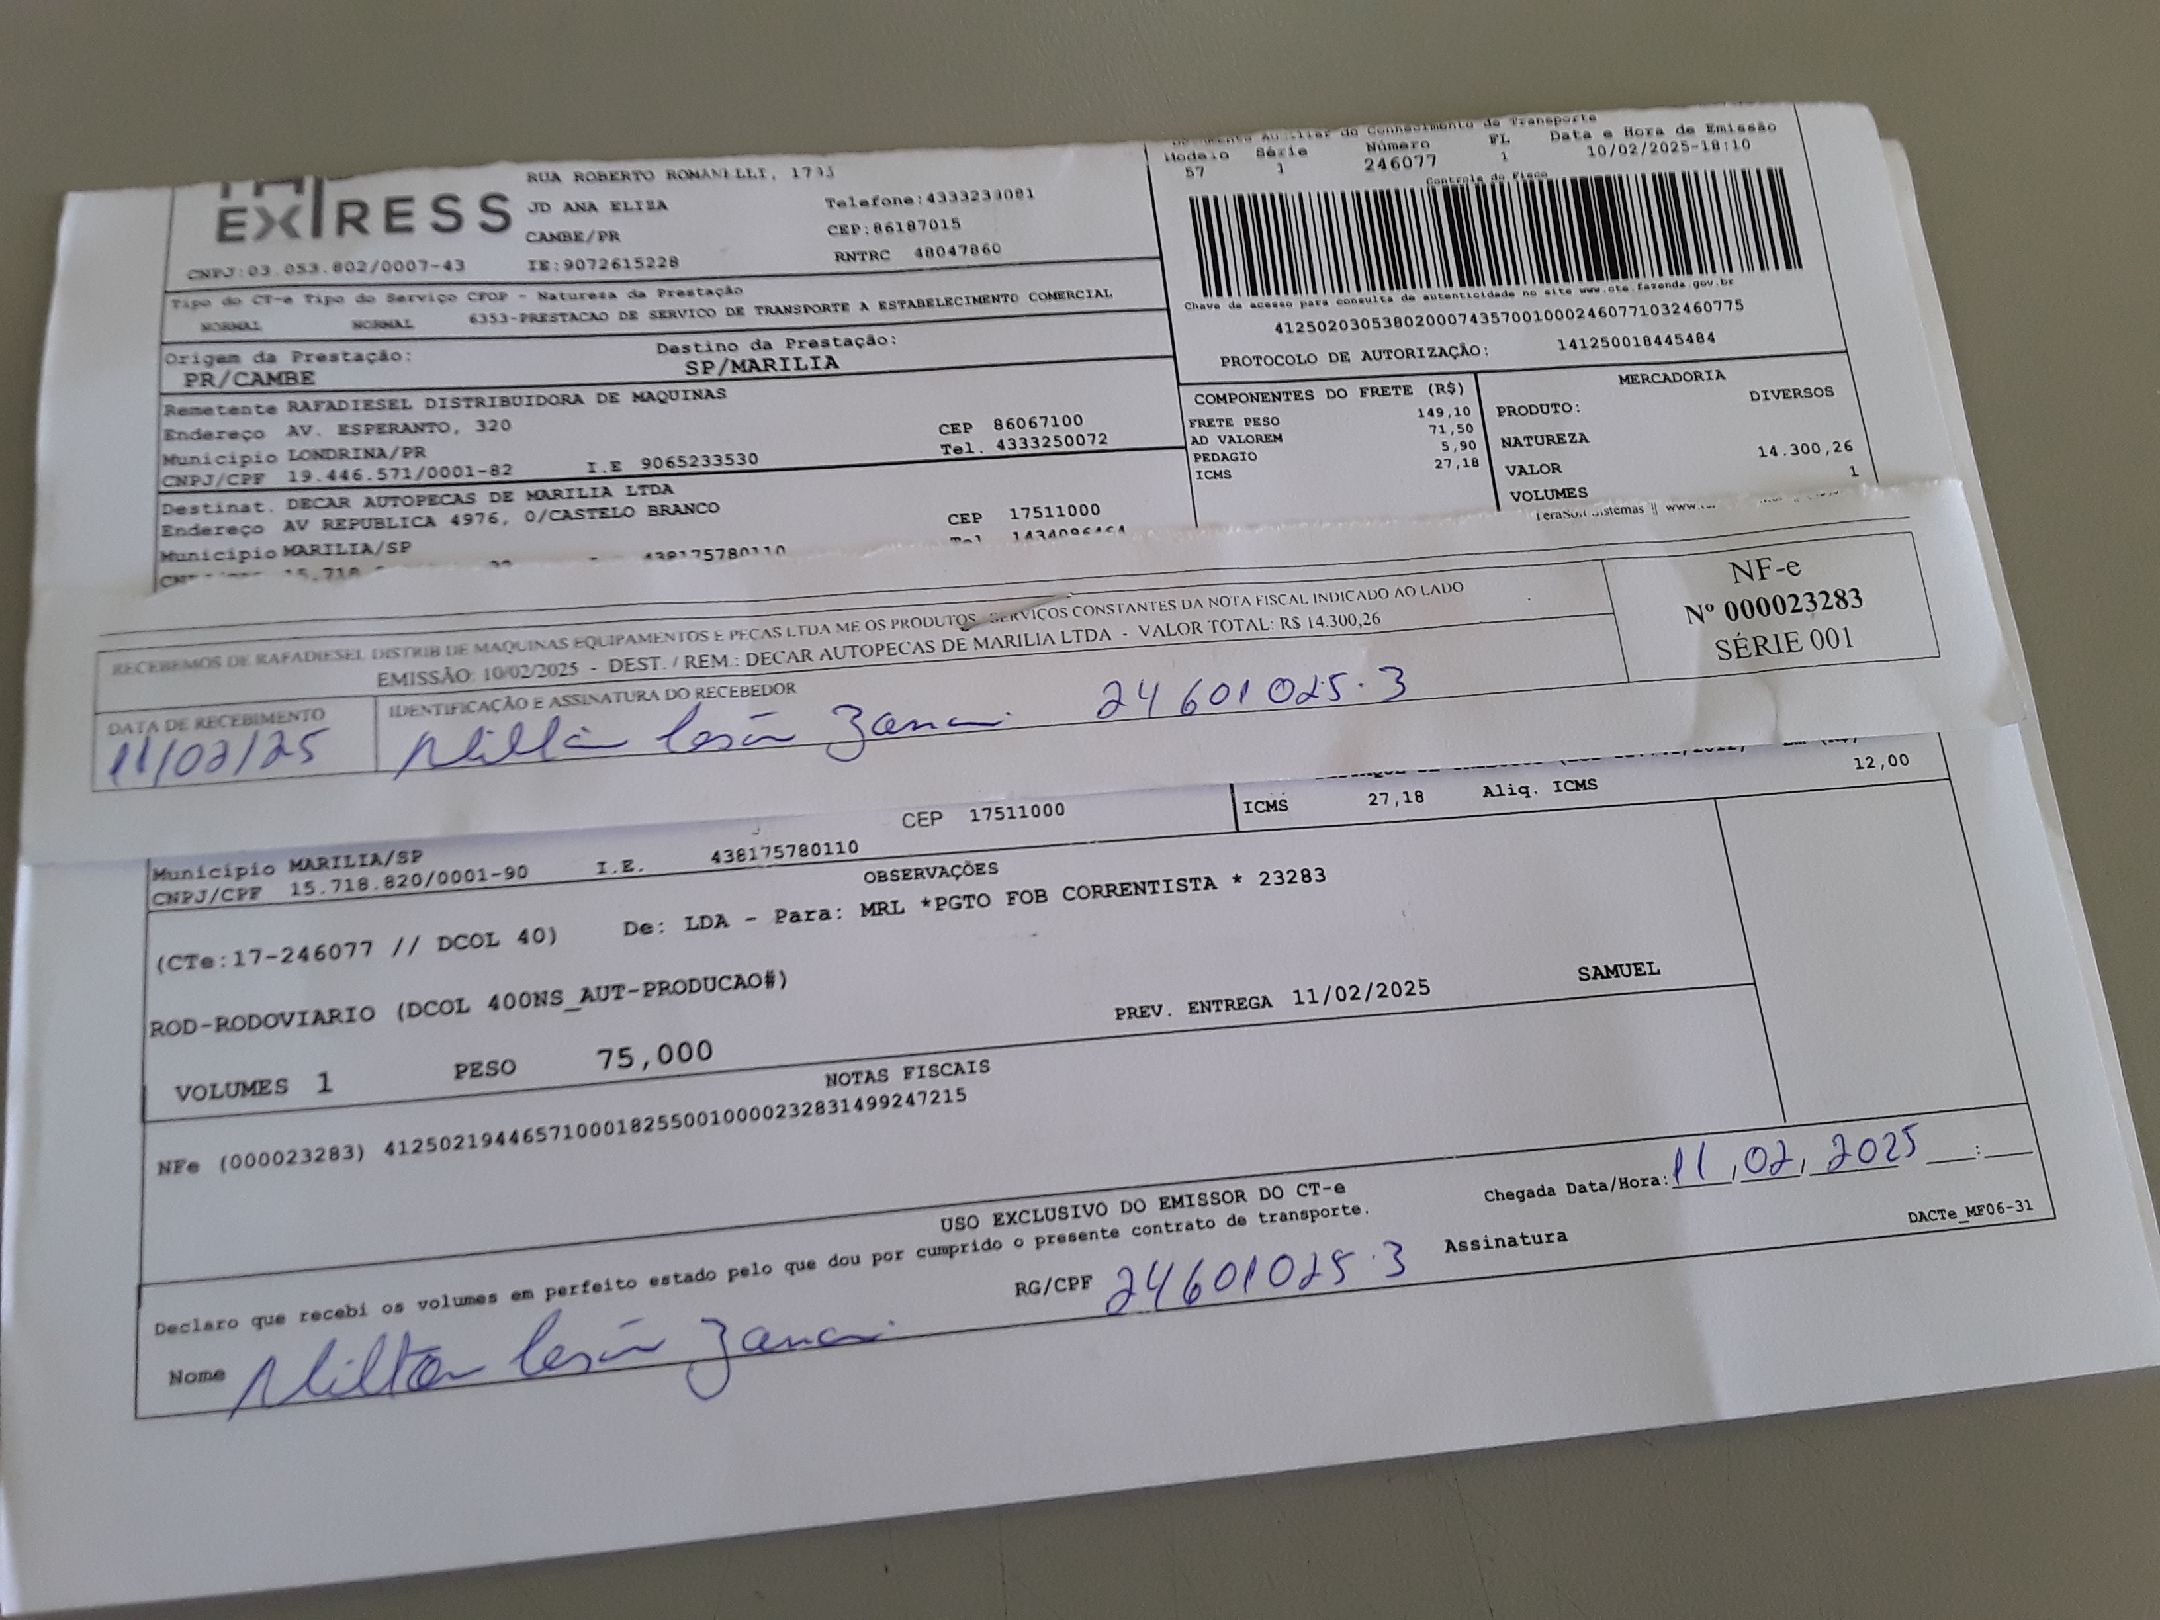 EXPRESS
RUA ROBERTO ROMANELLI,
JD ANA ELIZA
Telefone:4333233081
CAMBE/PR
CEP:86187015
CNPJ:03.053.802/0007-43
IE:9072615228
RNTRC 48047860
Documento Auxiliar do Conhecimento de Transporte
Modelo Série Número FL Data e Hora de Emissão
57 1 246077 1 10/02/2025-18:10
Controle do Fisco
Chave de acesso para consulta de autenticidade no site www.cte.fazenda.gov.br
41250203053802000743570010002460771032460775
PROTOCOLO DE AUTORIZAÇÃO: 141250018445484
Tipo do CT-e Tipo do Serviço CFOP - Natureza da Prestação
NORMAL NORMAL 6353-PRESTACAO DE SERVICO DE TRANSPORTE A ESTABELECIMENTO COMERCIAL
Origem da Prestação: Destino da Prestação:
PR/CAMBE SP/MARILIA
Remetente RAFADIESEL DISTRIBUIDORA DE MAQUINAS
Endereço AV. ESPERANTO, 320 CEP 86067100
Município LONDRINA/PR Tel. 4333250072
CNPJ/CPF 19.446.571/0001-82 I.E 9065233530
Destinat. DECAR AUTOPECAS DE MARILIA LTDA
Endereço AV REPUBLICA 4976, 0/CASTELO BRANCO CEP 17511000
Município MARILIA/SP
438175780110
COMPONENTES DO FRETE (R$)
FRETE PESO 149,10
AD VALOREM 71,50
PEDAGIO 5,90
ICMS 27,18
MERCADORIA
PRODUTO: DIVERSOS
NATUREZA
VALOR 14.300,26
VOLUMES 1
RECEBEMOS DE RAFADIESEL DISTRIB DE MAQUINAS EQUIPAMENTOS E PECAS LTDA ME OS PRODUTOS SERVIÇOS CONSTANTES DA NOTA FISCAL INDICADO AO LADO
EMISSÃO: 10/02/2025 - DEST. / REM.: DECAR AUTOPECAS DE MARILIA LTDA - VALOR TOTAL: R$ 14.300,26
NF-e
Nº 000023283
SÉRIE 001
DATA DE RECEBIMENTO IDENTIFICAÇÃO E ASSINATURA DO RECEBEDOR
11/02/25 Milton 24601025.3
CEP 17511000
ICMS 27,18 Aliq. ICMS 12,00
Município MARILIA/SP
CNPJ/CPF 15.718.820/0001-90 I.E. 438175780110
OBSERVAÇÕES
(CTe:17-246077 // DCOL 40) De: LDA - Para: MRL *PGTO FOB CORRENTISTA * 23283
ROD-RODOVIARIO (DCOL 400NS_AUT-PRODUCAO#)
PREV. ENTREGA 11/02/2025 SAMUEL
VOLUMES 1 PESO 75,000
NOTAS FISCAIS
NFe (000023283) 41250219446571000182550010000232831499247215
USO EXCLUSIVO DO EMISSOR DO CT-e
Chegada Data/Hora: 11,02,2025 __:__
Declaro que recebi os volumes em perfeito estado pelo que dou por cumprido o presente contrato de transporte.
DACTe_MF06-31
Nome Milton RG/CPF 24601025.3 Assinatura